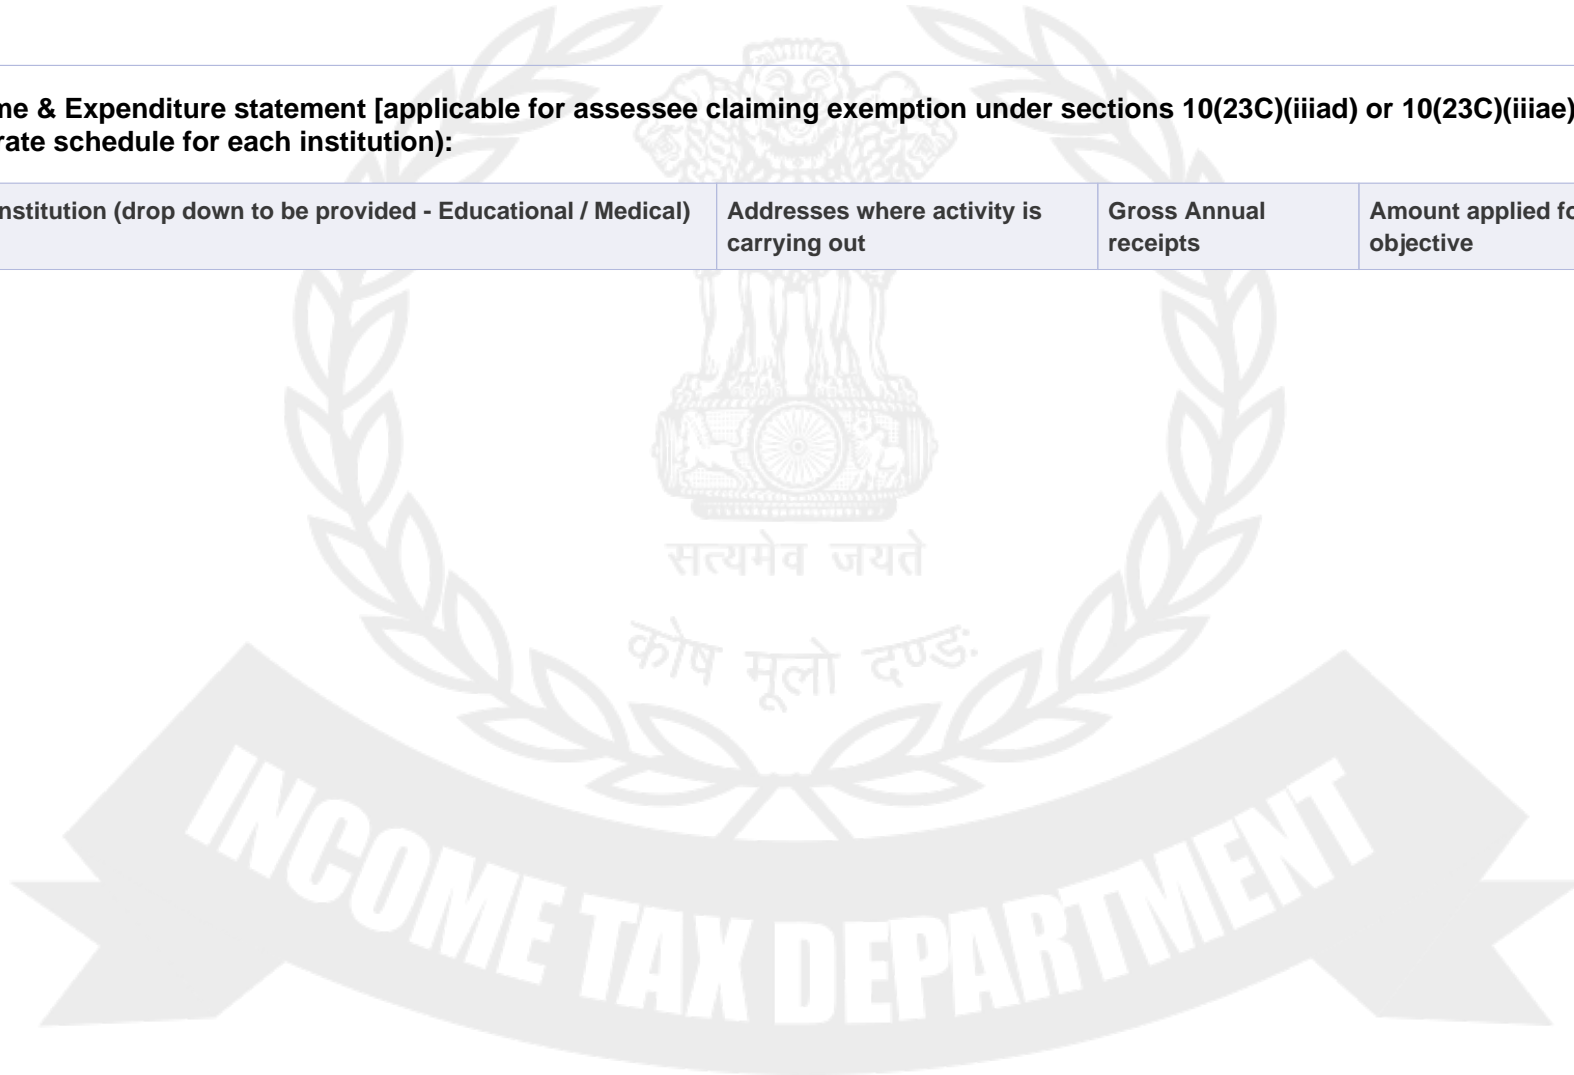 me & Expenditure statement [applicable for assessee claiming exemption under sections 10(23C)(iiiad) or 10(23C)(iiiae)
rate schedule for each institution):
nstitution (drop down to be provided - Educational / Medical)
Addresses where activity is
carrying out
Gross Annual
receipts
Amount applied fo
objective
सत्यमेव जयते
कोष मूलो दण्ड:
INCOME TAX DEPARTMENT